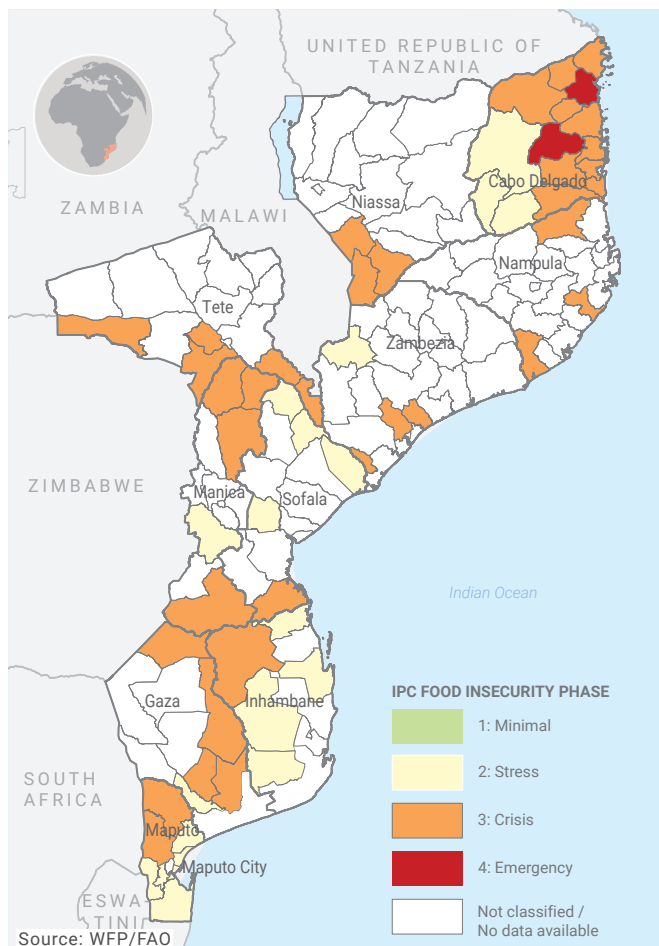 UNITED REPUBLIC OF
TANZANIA
ZAMBIA
MALAWI
Cabo Delgado
Niassa
Nampula
Tete
Zambezia
ZIMBABWE
Manica
Sofala
Indian Ocean
Gaza
Inhambane
SOUTH
AFRICA
Maputo
Maputo City
ESWA-
TINI
IPC FOOD INSECURITY PHASE
1: Minimal
2: Stress
3: Crisis
4: Emergency
Not classified /
No data available
Source: WFP/FAO